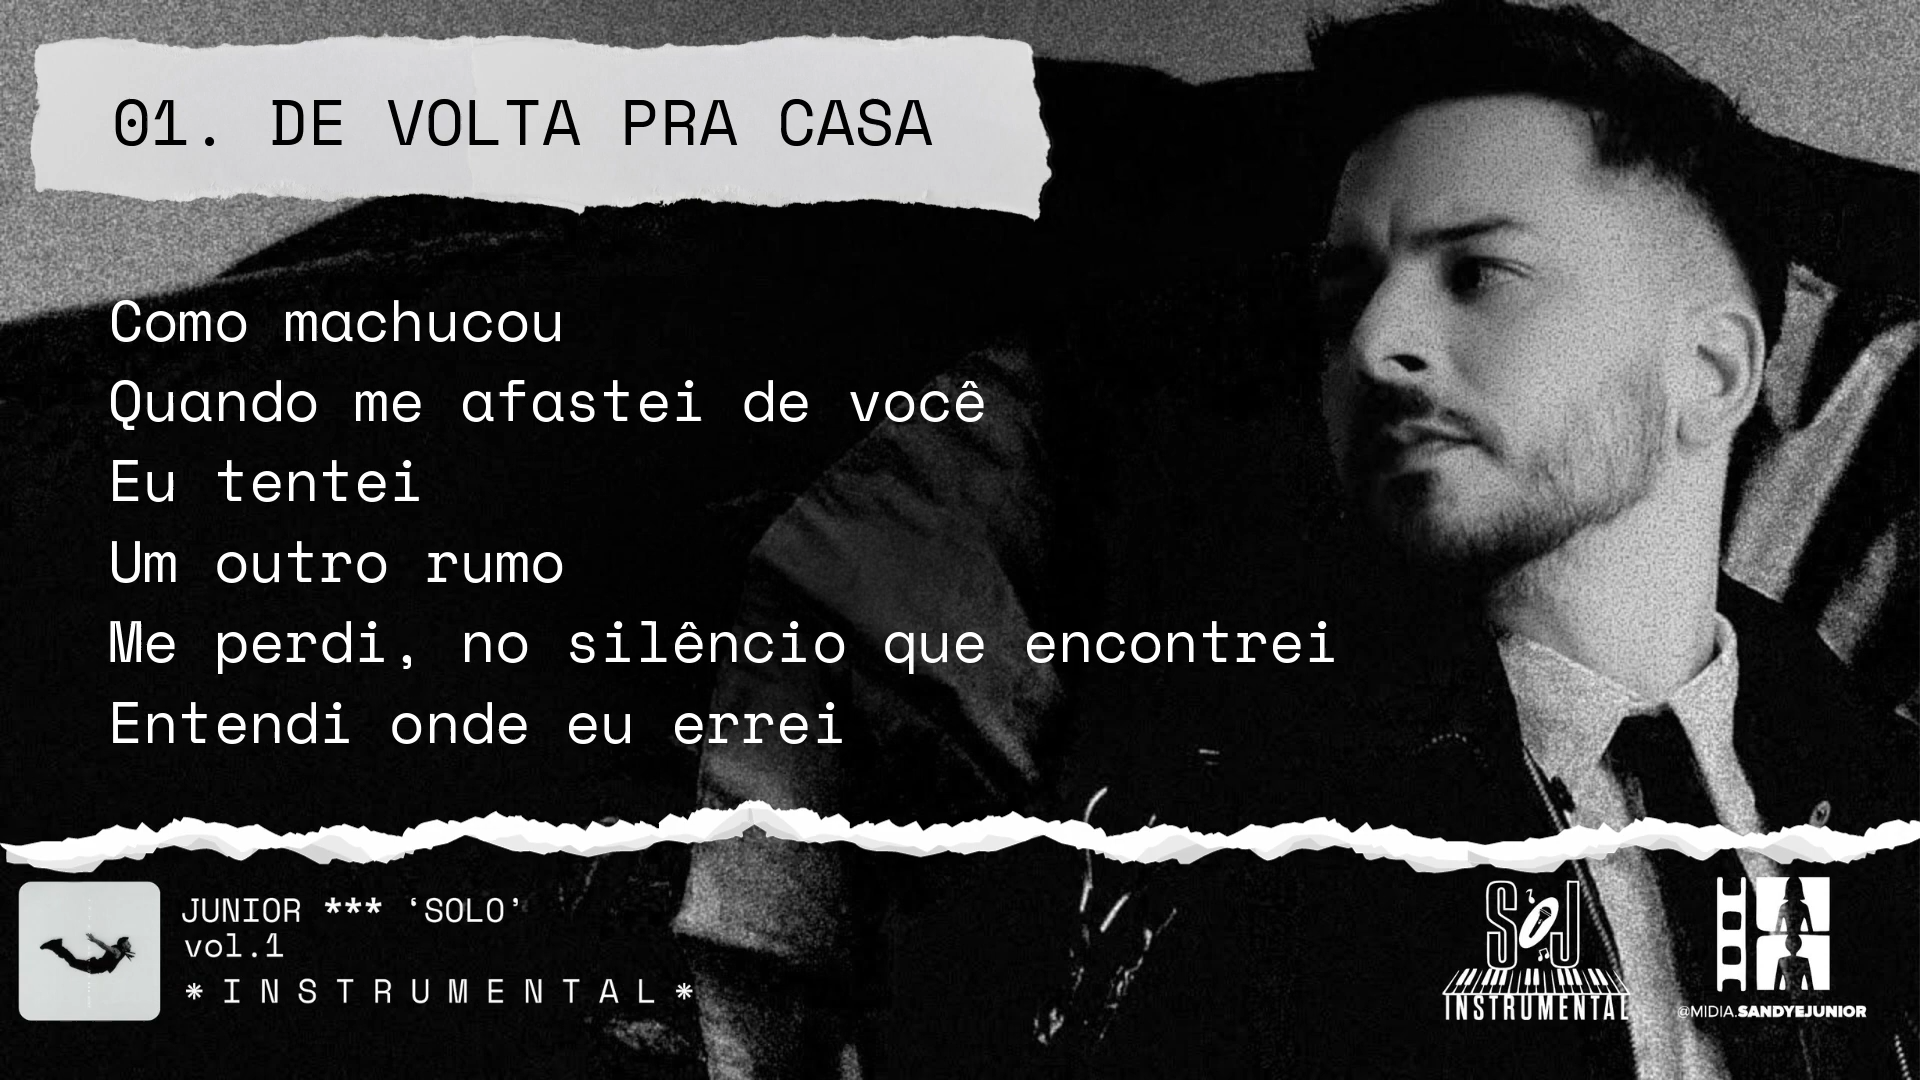 01. DE VOLTA PRA CASA
Como machucou
Quando me afastei de você
Eu tentei
Um outro rumo
Me perdi, no silêncio que encontrei
Entendi onde eu errei
JUNIOR *** ‘SOLO’
vol.1
*INSTRUMENTAL*
SOJ
INSTRUMENTAL
@MIDIA.SANDYEJUNIOR